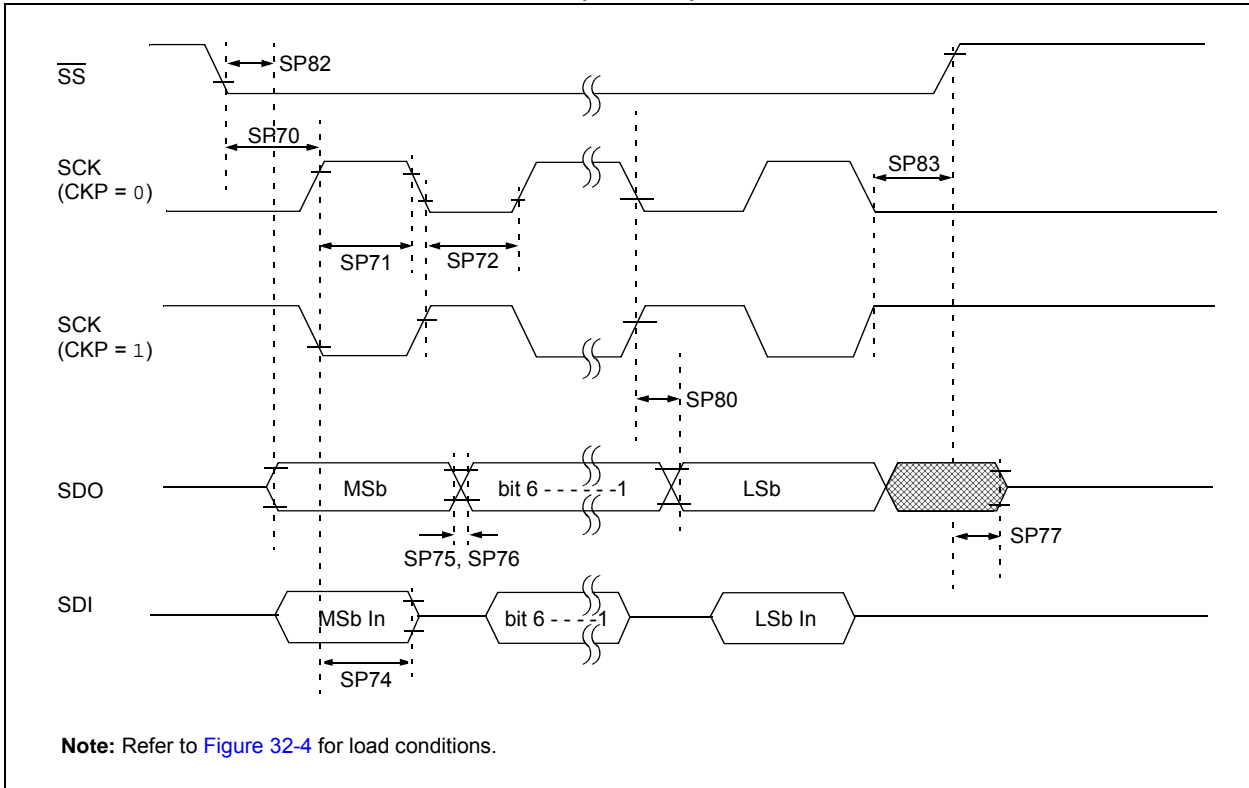 SS
SP82
SP70
SCK
(CKP = 0)
SP83
SP71
SP72
SCK
(CKP = 1)
SP80
SDO
MSb
bit 6 - - - - - -1
LSb
SP75, SP76
SP77
SDI
MSb In
bit 6 - - - -1
LSb In
SP74
Note: Refer to Figure 32-4 for load conditions.